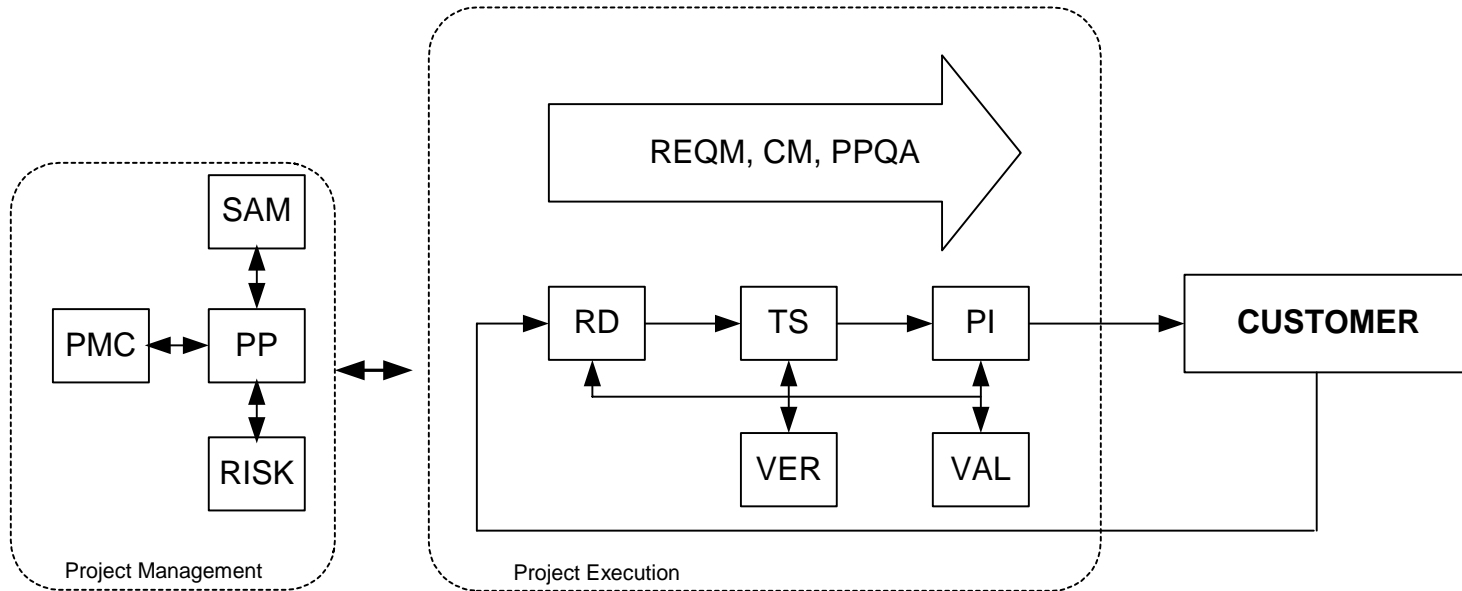 REQM, CM, PPQA
SAM
PMC
PP
RISK
Project Management
RD
TS
PI
CUSTOMER
VER
VAL
Project Execution